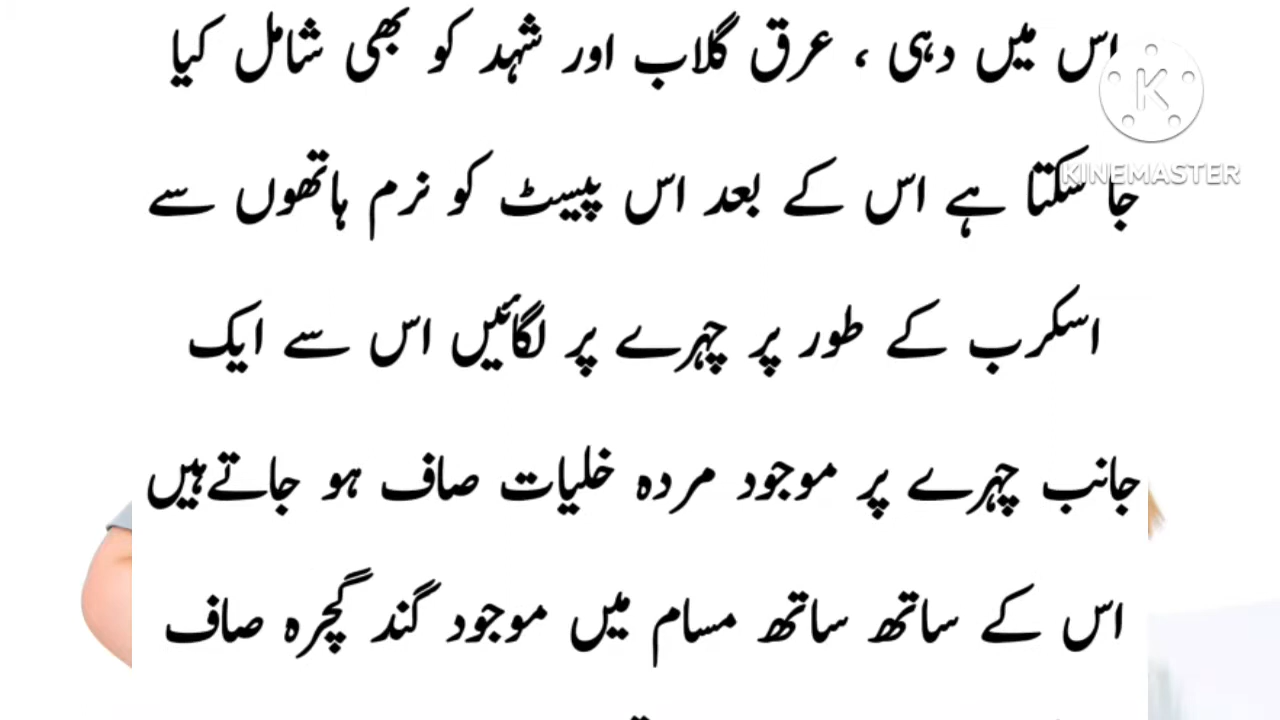 اس میں دہی ، عرق گلاب اور شہد کو بھی شامل کیا
جا سکتا ہے اس کے بعد اس پیسٹ کو نرم ہاتھوں سے
اسکرب کے طور پر چہرے پر لگائیں اس سے ایک
جانب چہرے پر موجود مردہ خلیات صاف ہو جاتے ہیں
اس کے ساتھ ساتھ مسام میں موجود گند گچرہ صاف
K
KINEMASTER